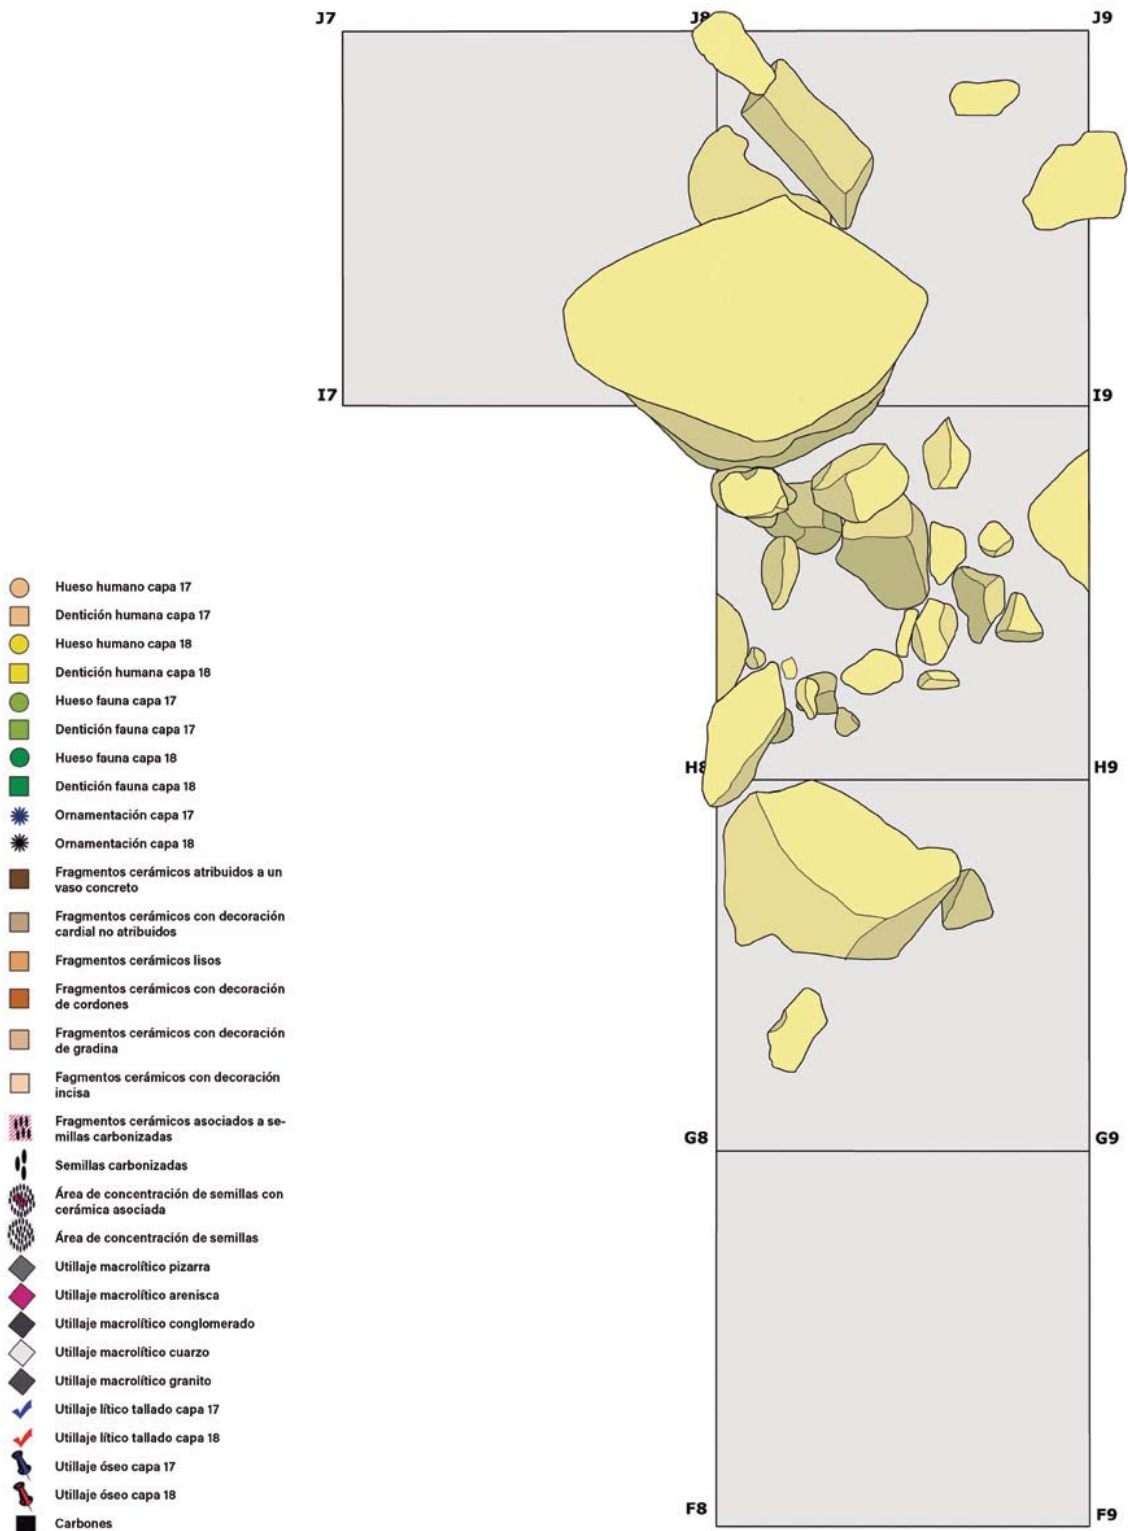 J7
J8
J9
I7
I9
H8
H9
G8
G9
F8
F9
Hueso humano capa 17
Dentición humana capa 17
Hueso humano capa 18
Dentición humana capa 18
Hueso fauna capa 17
Dentición fauna capa 17
Hueso fauna capa 18
Dentición fauna capa 18
Ornamentación capa 17
Ornamentación capa 18
Fragmentos cerámicos atribuidos a un
vaso concreto
Fragmentos cerámicos con decoración
cardial no atribuidos
Fragmentos cerámicos lisos
Fragmentos cerámicos con decoración
de cordones
Fragmentos cerámicos con decoración
de gradina
Fagmentos cerámicos con decoración
incisa
Fragmentos cerámicos asociados a se-
millas carbonizadas
Semillas carbonizadas
Área de concentración de semillas con
cerámica asociada
Área de concentración de semillas
Utillaje macrolítico pizarra
Utillaje macrolítico arenisca
Utillaje macrolítico conglomerado
Utillaje macrolítico cuarzo
Utillaje macrolítico granito
Utillaje lítico tallado capa 17
Utillaje lítico tallado capa 18
Utillaje óseo capa 17
Utillaje óseo capa 18
Carbones